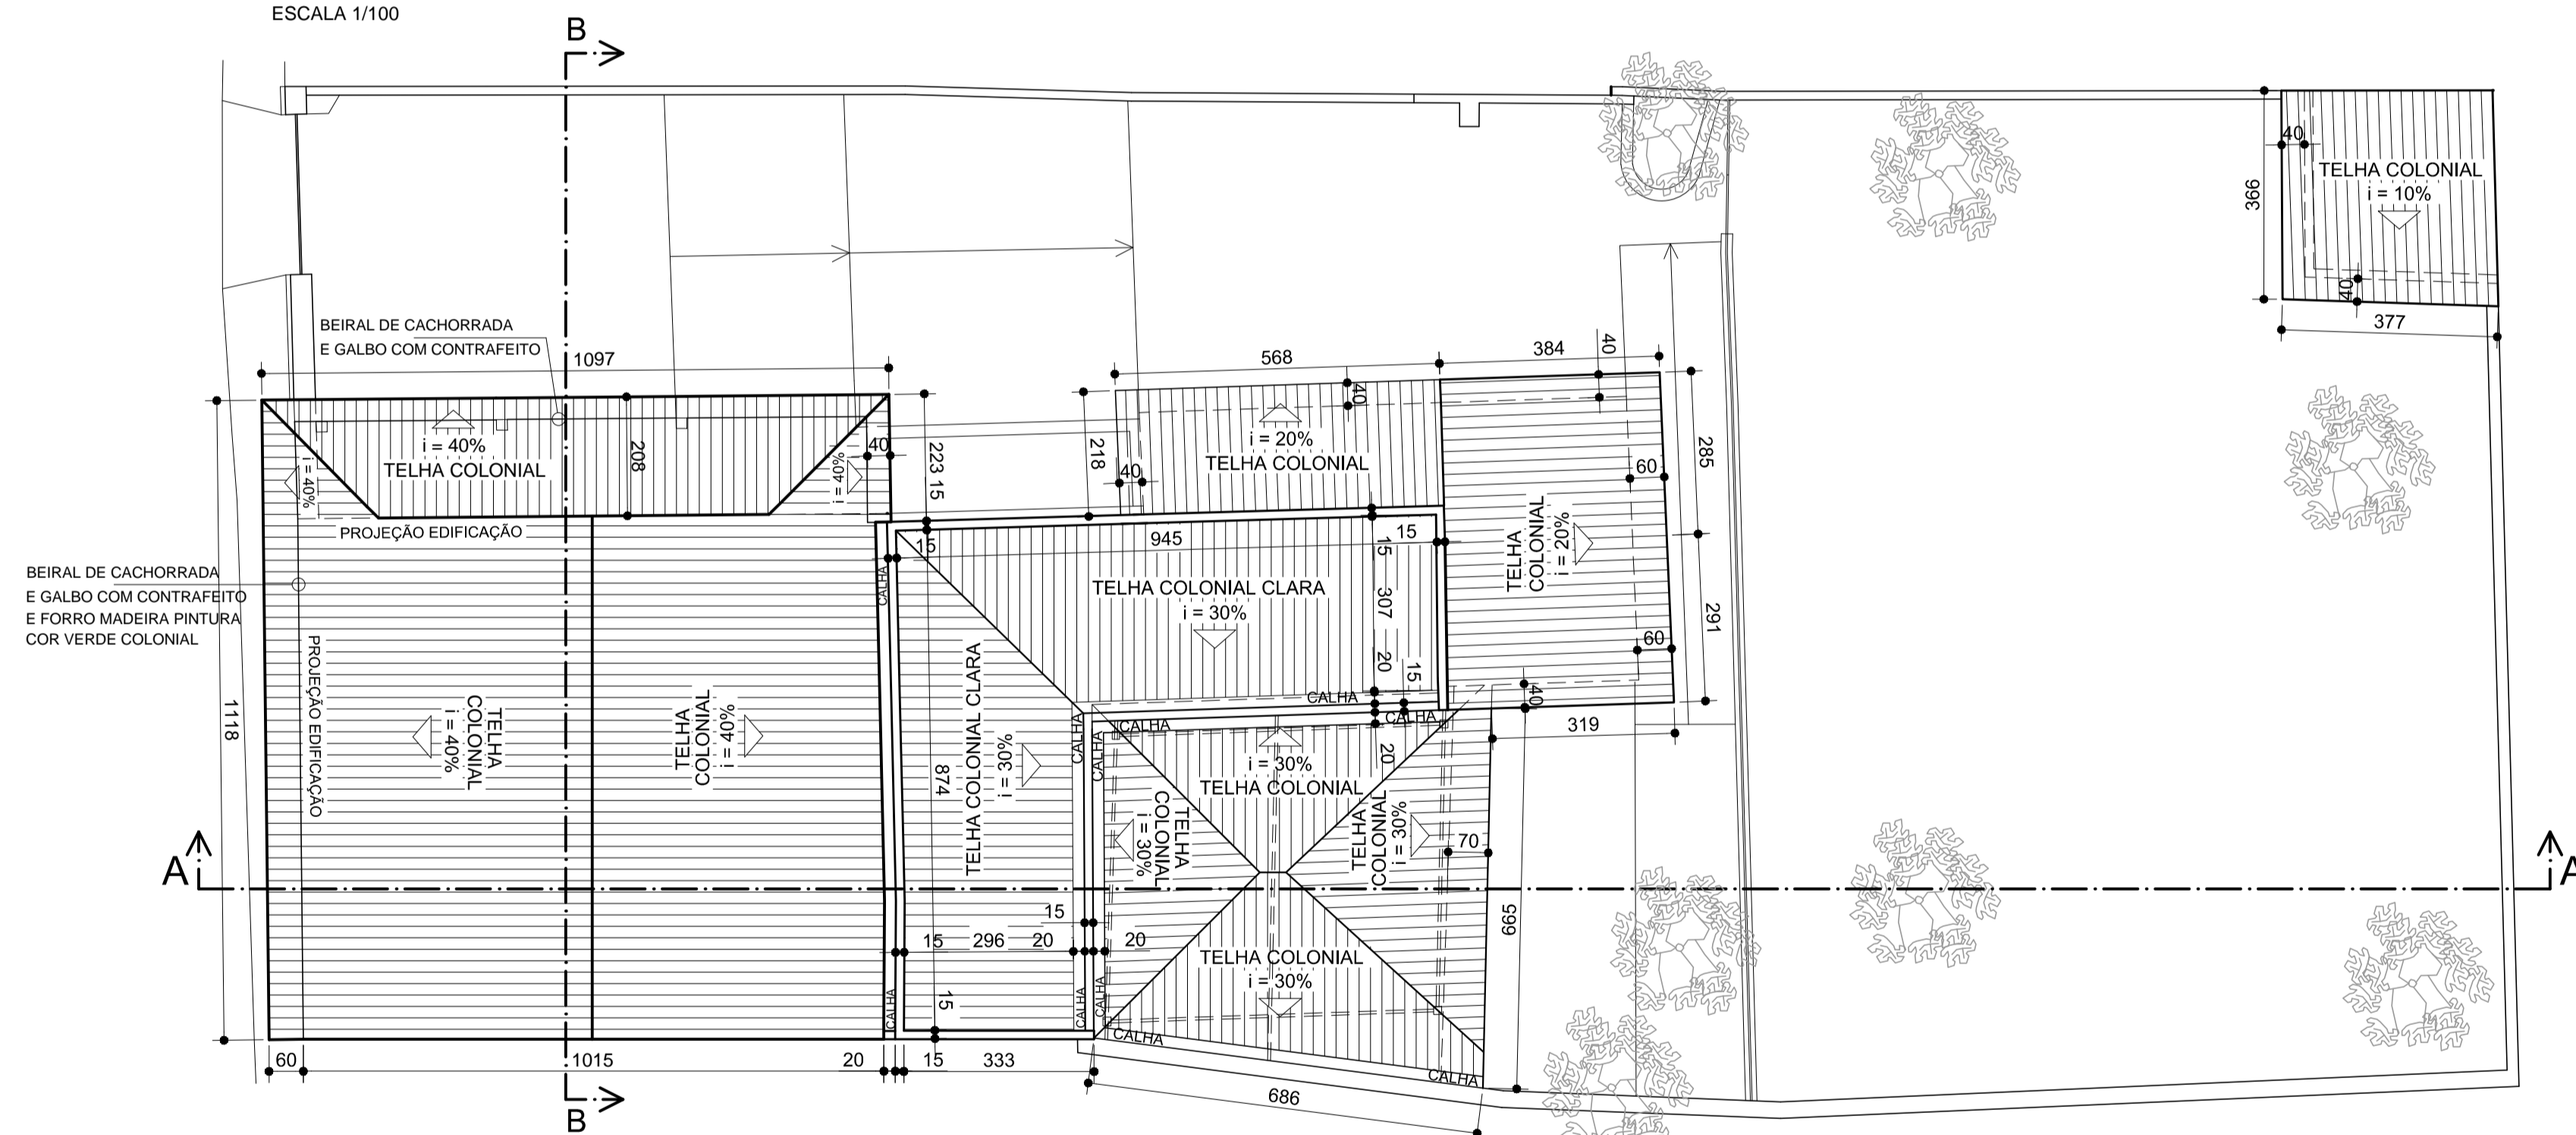 ESCALA 1/100
B
40
TELHA COLONIAL
i = 10%
366
40
377
BEIRAL DE CACHORRADA
E GALBO COM CONTRAFEITO
1097
568
384
40
40
i = 40%
TELHA COLONIAL
208
i = 40%
i = 40%
40
223
15
218
40
i = 20%
TELHA COLONIAL
60
285
PROJEÇÃO EDIFICAÇÃO
15
945
15
15
TELHA
COLONIAL
i = 20%
BEIRAL DE CACHORRADA
E GALBO COM CONTRAFEITO
E FORRO MADEIRA PINTURA
COR VERDE COLONIAL
CALHA
TELHA COLONIAL CLARA
i = 30%
307
291
60
20
15
40
PROJEÇÃO EDIFICAÇÃO
1118
TELHA
COLONIAL
i = 40%
TELHA
COLONIAL
i = 40%
TELHA COLONIAL CLARA
i = 30%
874
CALHA
CALHA
CALHA
CALHA
CALHA
319
20
i = 30%
TELHA COLONIAL
TELHA
COLONIAL
i = 30%
TELHA
COLONIAL
i = 30%
70
A
A
665
15
15
296
20
20
TELHA COLONIAL
i = 30%
15
CALHA
CALHA
CALHA
CALHA
CALHA
60
1015
20
15
333
686
B